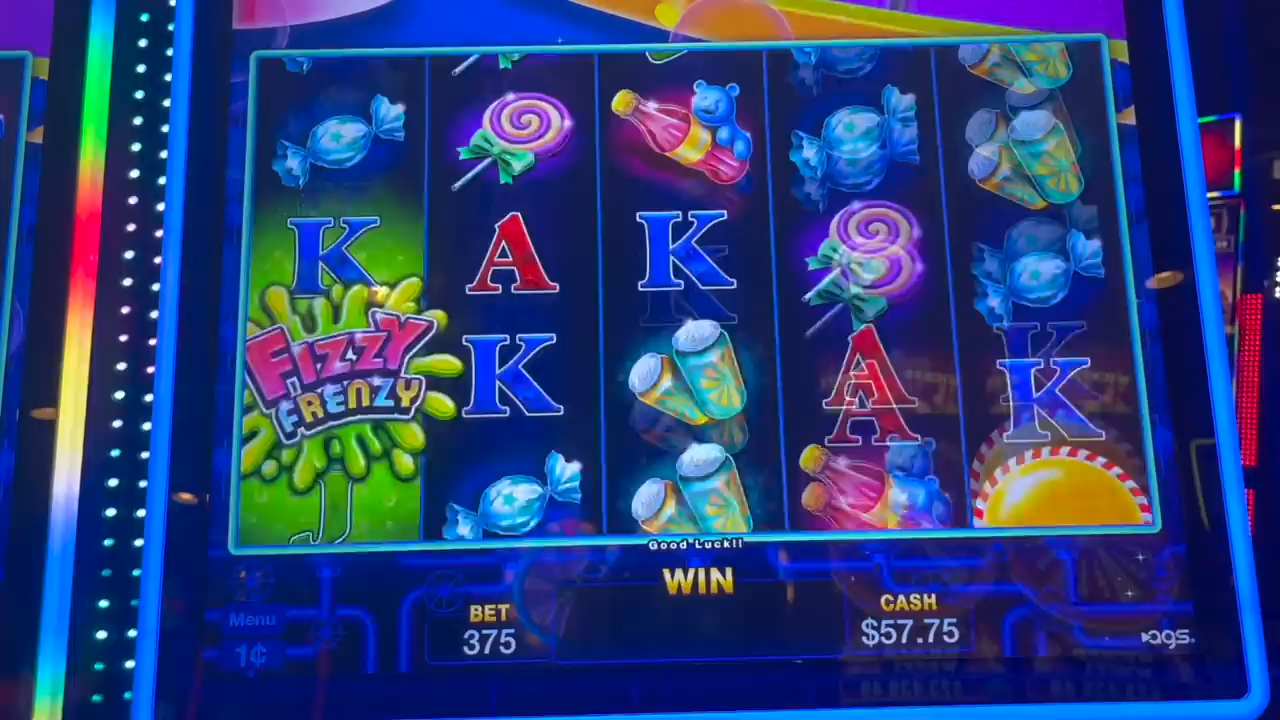 K
A
K
FIZZY
FRENZY
K
A
A
K
K
J
Good Luck!!
WIN
BET
375
CASH
$57.75
Menu
1¢
ags.